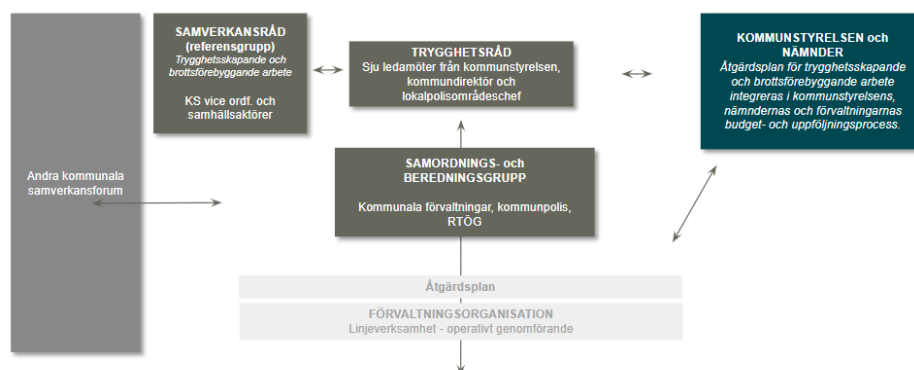 Andra kommunala
samverkansforum
SAMVERKANSRÅD
(referensgrupp)
Trygghetsskapande och
brottsförebyggande arbete
KS vice ordf. och
samhällsaktörer
TRYGGHETSRÅD
Sju ledamöter från kommunstyrelsen,
kommundirektör och
lokalpolisområdeschef
KOMMUNSTYRELSEN och
NÄMNDER
Åtgärdsplan för trygghetsskapande
och brottsförebyggande arbete
integreras i kommunstyrelsens,
nämndernas och förvaltningarnas
budget- och uppföljningsprocess.
SAMORDNINGS- och
BEREDNINGSGRUPP
Kommunala förvaltningar, kommunpolis,
RTÖG
Åtgärdsplan
FÖRVALTNINGSORGANISATION
Linjeverksamhet - operativt genomförande